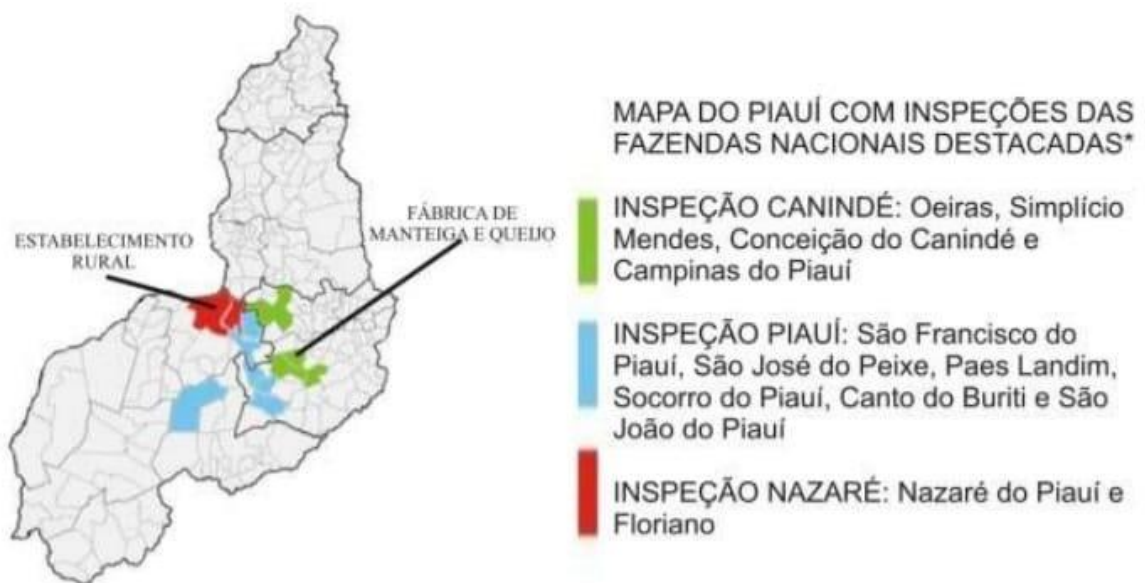 ESTABELECIMENTO
RURAL
FÁBRICA DE
MANTEIGA E QUEIJO
MAPA DO PIAUÍ COM INSPEÇÕES DAS
FAZENDAS NACIONAIS DESTACADAS*
INSPEÇÃO CANINDÉ: Oeiras, Simplício
Mendes, Conceição do Canindé e
Campinas do Piauí
INSPEÇÃO PIAUÍ: São Francisco do
Piauí, São José do Peixe, Paes Landim,
Socorro do Piauí, Canto do Buriti e São
João do Piauí
INSPEÇÃO NAZARÉ: Nazaré do Piauí e
Floriano